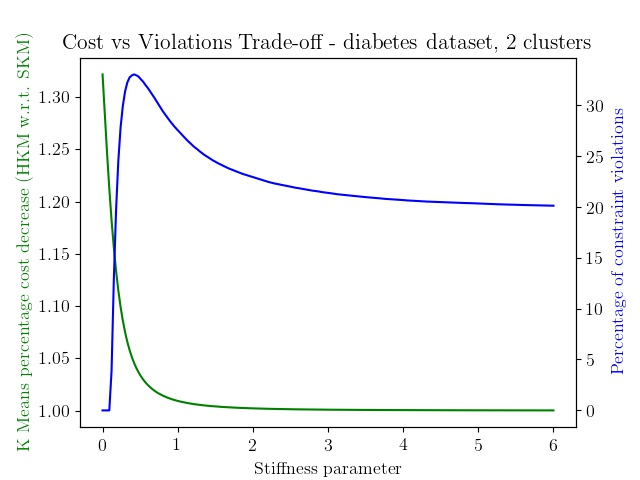 Cost vs Violations Trade-off - diabetes dataset, 2 clusters
K Means percentage cost decrease (HKM w.r.t. SKM)
1.30
1.25
1.20
1.15
1.10
1.05
1.00
30
25
20
15
10
5
0
Percentage of constraint violations
0 1 2 3 4 5 6
Stiffness parameter